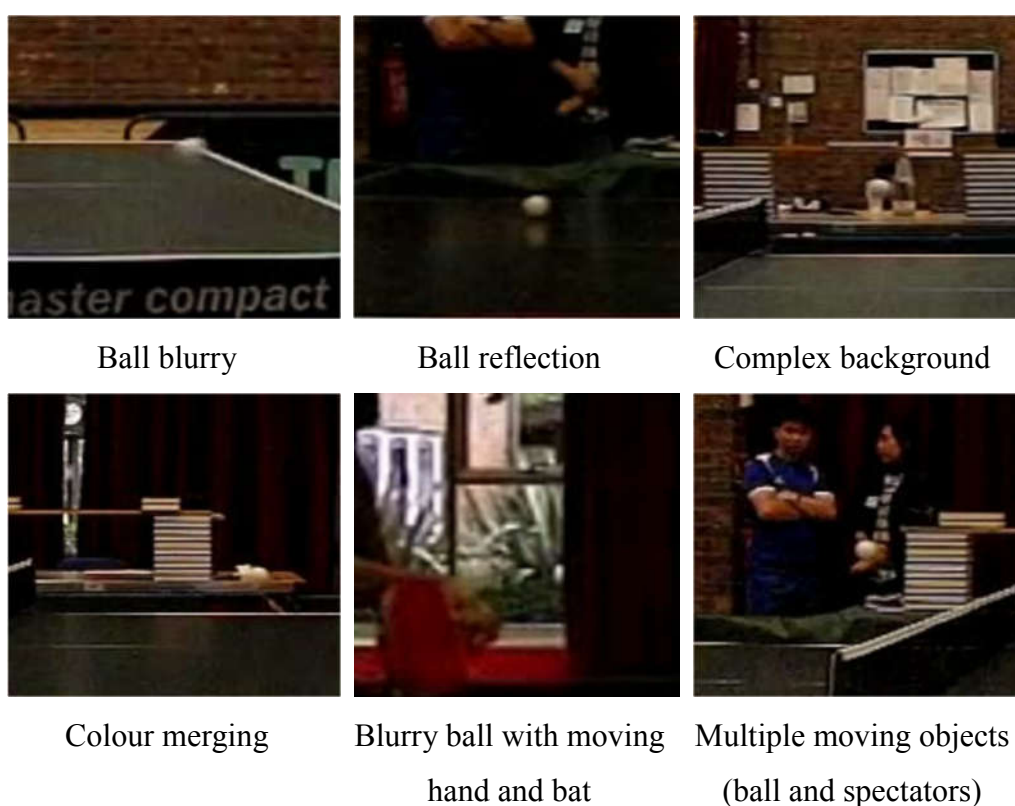 master compact
Ball blurry
Ball reflection
Complex background
Colour merging
Blurry ball with moving
hand and bat
Multiple moving objects
(ball and spectators)